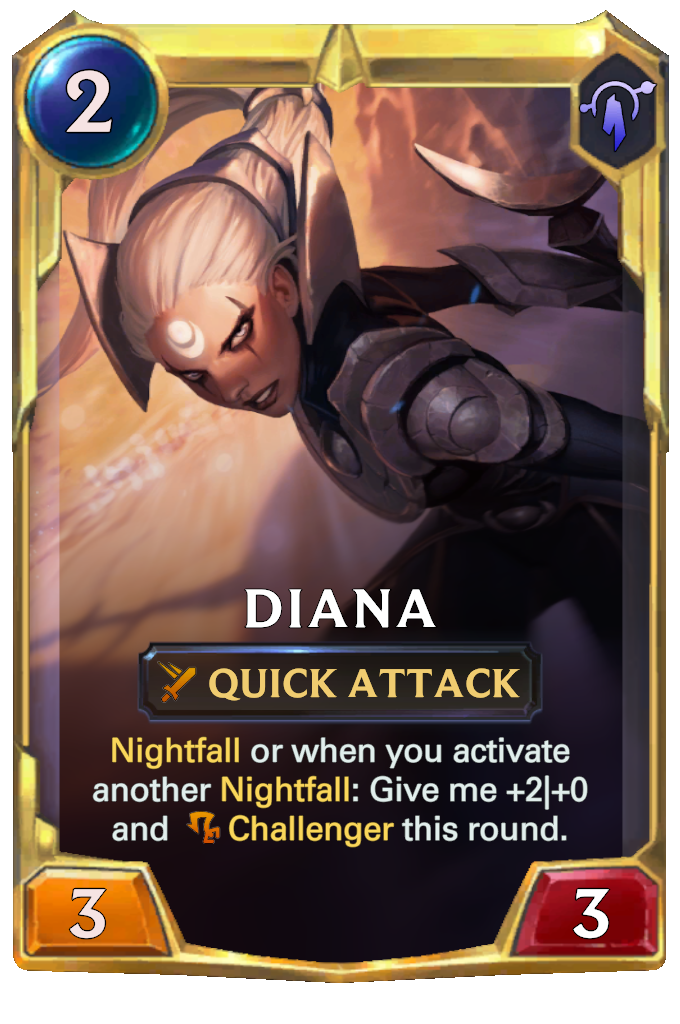 2
DIANA
QUICK ATTACK
Nightfall or when you activate
another Nightfall: Give me +2|+0
and Challenger this round.
3 3